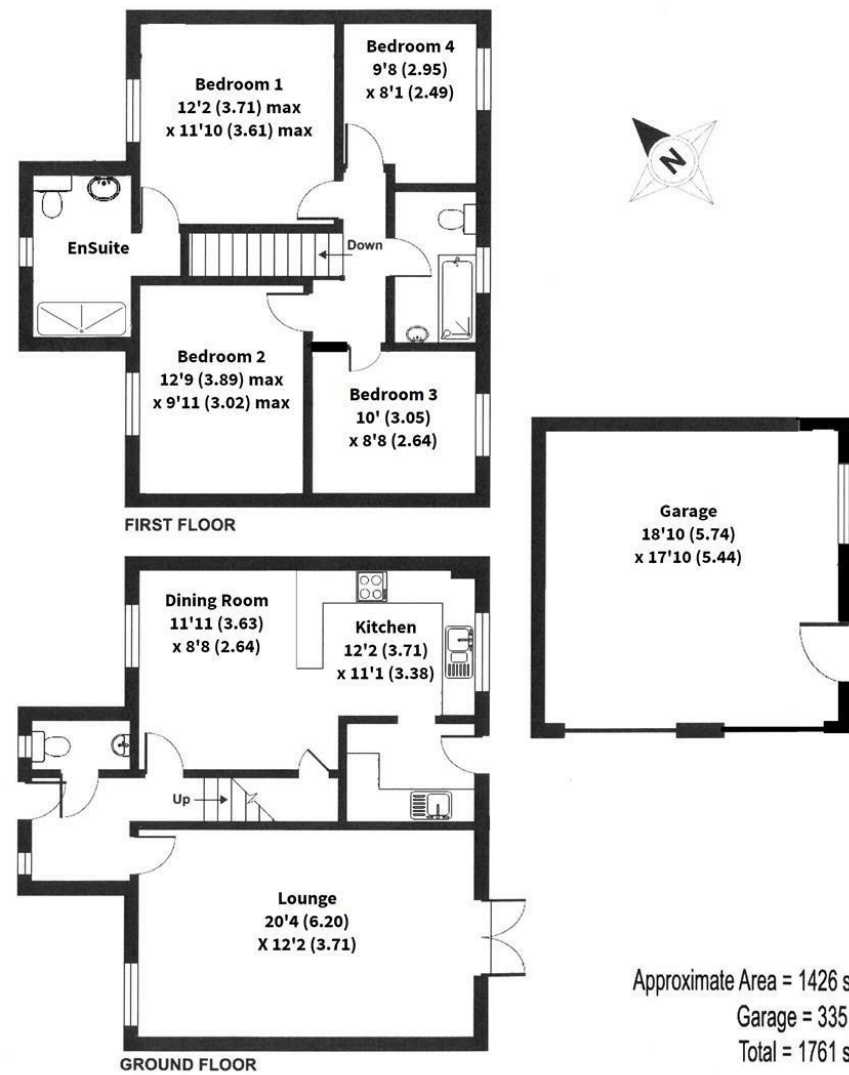 Bedroom 1
12'2 (3.71) max
x 11'10 (3.61) max
Bedroom 4
9'8 (2.95)
x 8'1 (2.49)
N
EnSuite
Down
Bedroom 2
12'9 (3.89) max
x 9'11 (3.02) max
Bedroom 3
10' (3.05)
x 8'8 (2.64)
FIRST FLOOR
Garage
18'10 (5.74)
x 17'10 (5.44)
Dining Room
11'11 (3.63)
x 8'8 (2.64)
Kitchen
12'2 (3.71)
x 11'1 (3.38)
Up
Lounge
20'4 (6.20)
X 12'2 (3.71)
GROUND FLOOR
Approximate Area = 1426 s
Garage = 335
Total = 1761 s